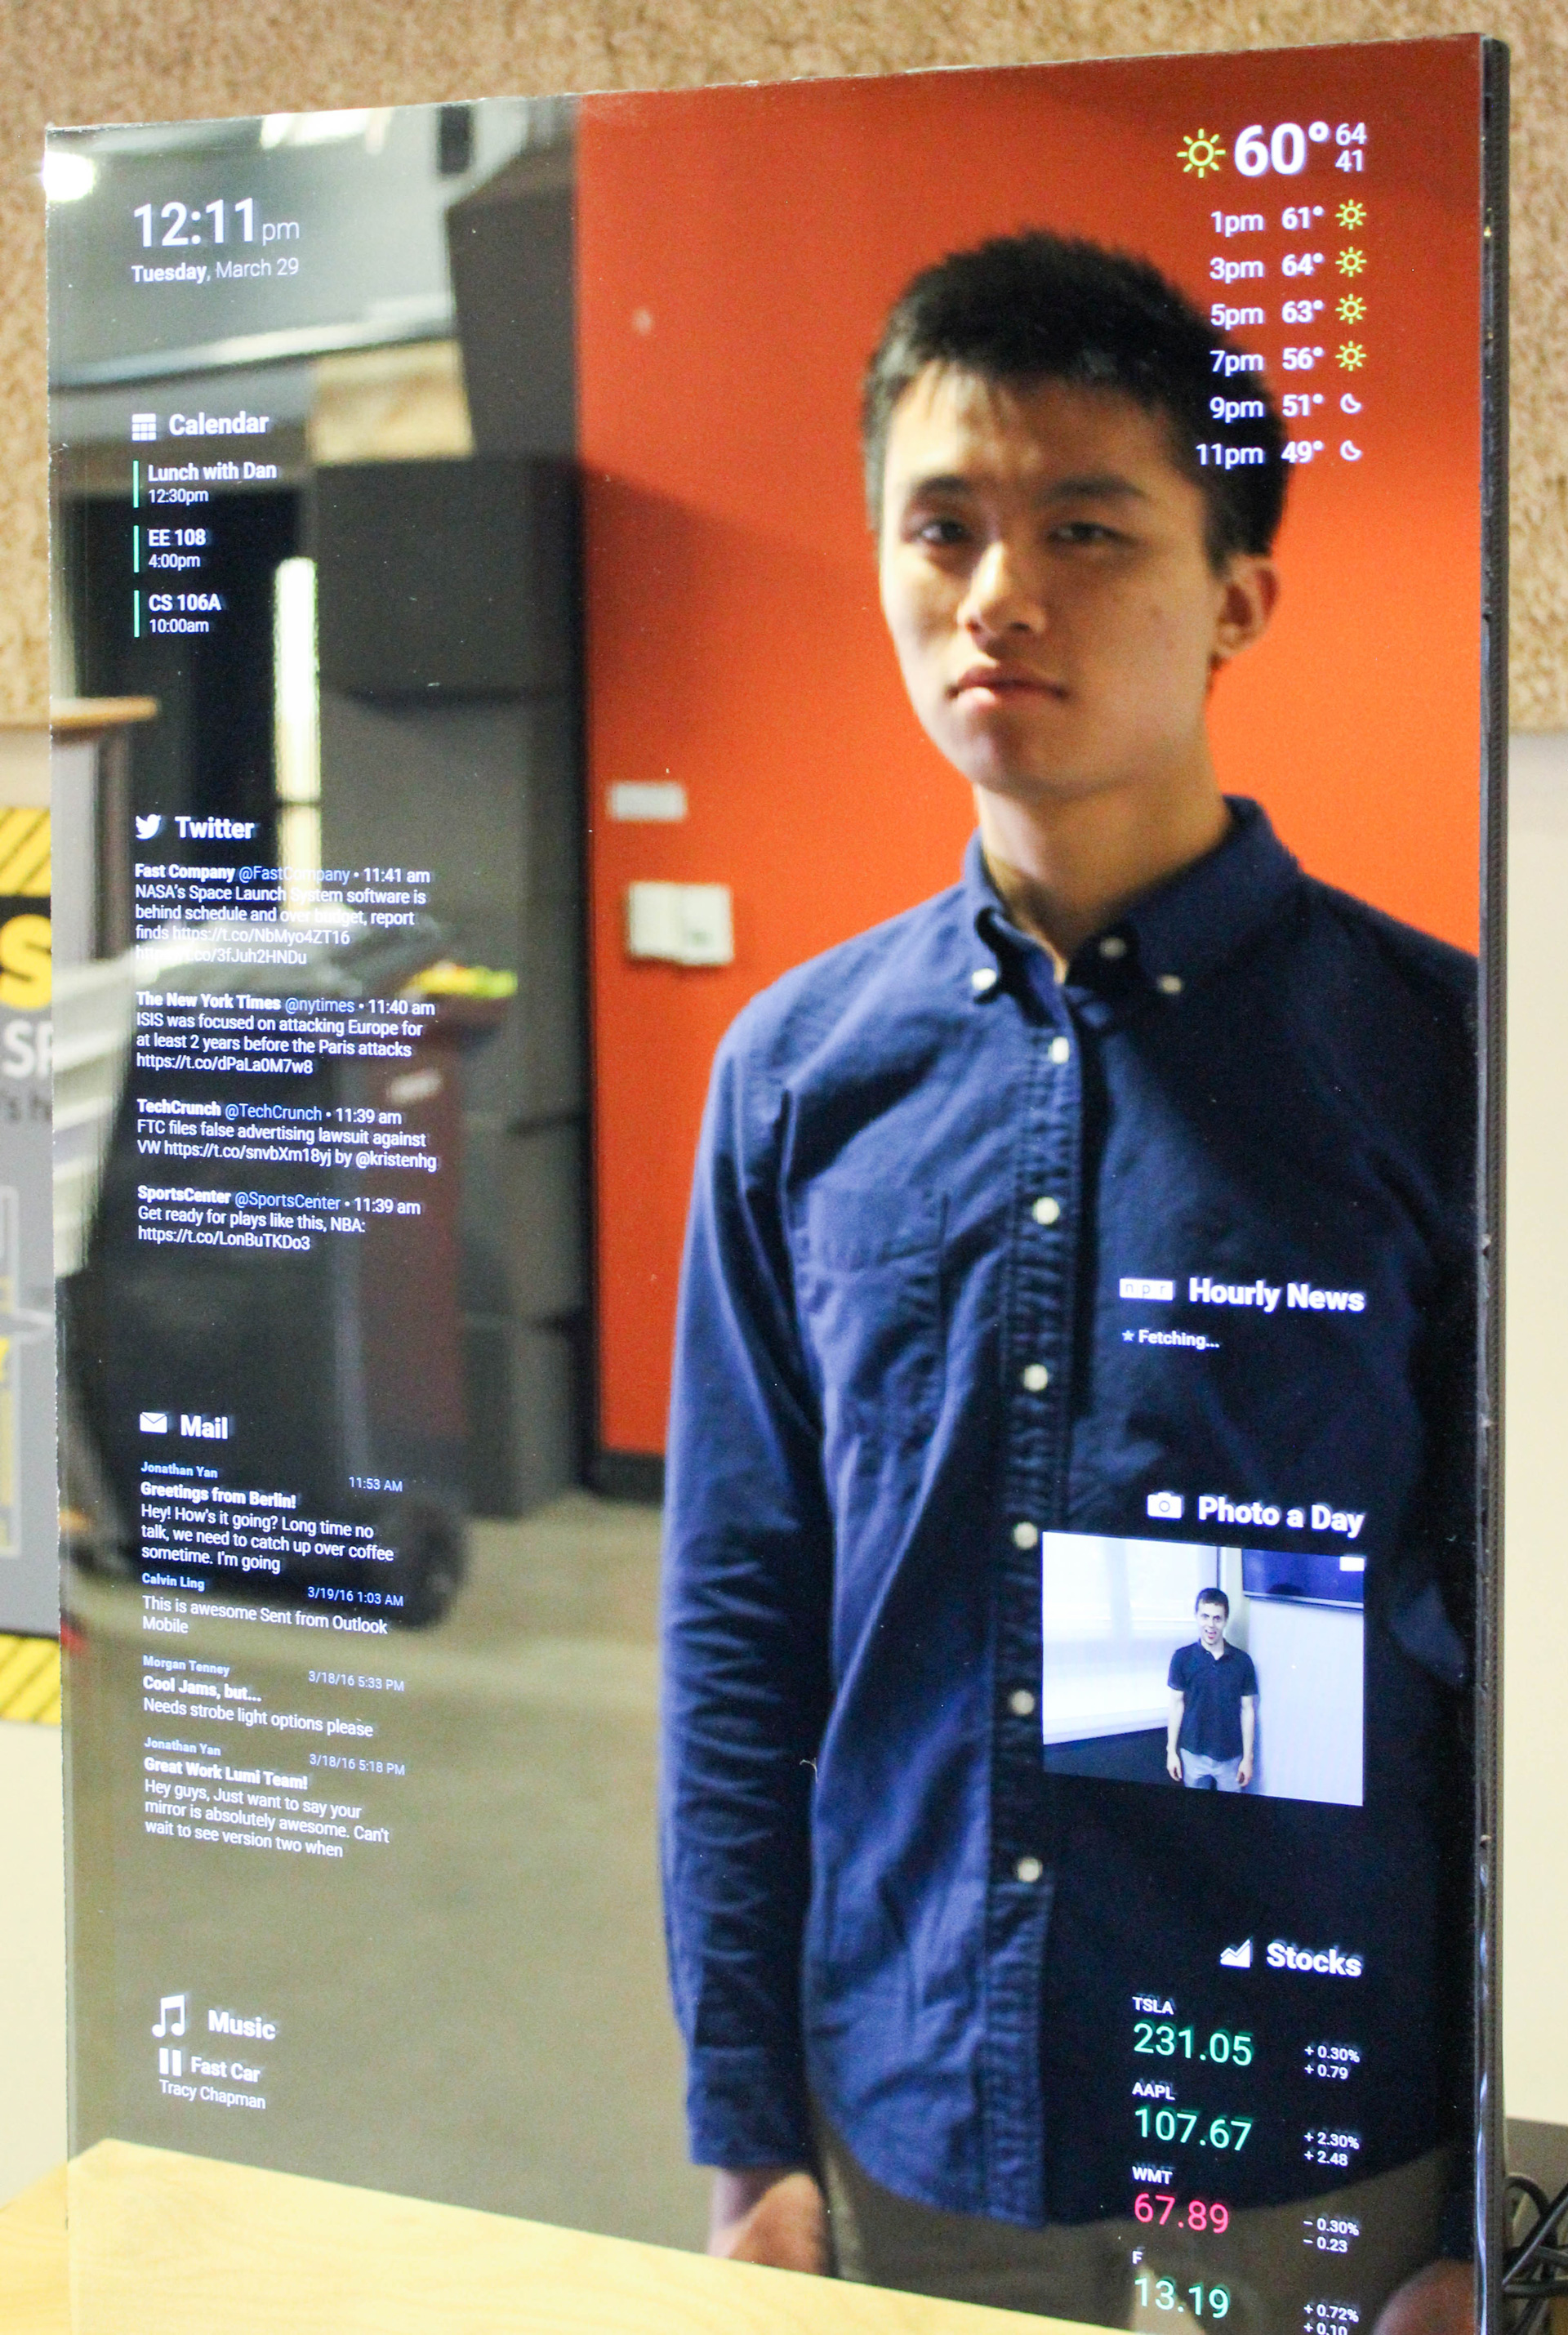 12:11pm
Tuesday, March 29
Calendar
Lunch with Dan
12:30pm
EE 108
4:00pm
CS 106A
10:00am
Twitter
Fast Company @FastCompany • 11:41 am
NASA's Space Launch System software is
behind schedule and over budget, report
finds https://t.co/NbMyo4ZT16
https://t.co/3fJuh2HNDu
The New York Times @nytimes • 11:40 am
ISIS was focused on attacking Europe for
at least 2 years before the Paris attacks
https://t.co/dPaLa0M7w8
TechCrunch @TechCrunch • 11:39 am
FTC files false advertising lawsuit against
VW https://t.co/snvbXm18yj by @kristenhg
SportsCenter @SportsCenter • 11:39 am
Get ready for plays like this, NBA:
https://t.co/LonBuTKDo3
Mail
Jonathan Yan 11:53 AM
Greetings from Berlin!
Hey! How's it going? Long time no
talk, we need to catch up over coffee
sometime. I'm going
Calvin Ling 3/19/16 1:03 AM
This is awesome Sent from Outlook
Mobile
Morgan Tenney 3/18/16 5:33 PM
Cool Jams, but...
Needs strobe light options please
Jonathan Yan 3/18/16 5:18 PM
Great Work Lumi Team!
Hey guys, Just want to say your
mirror is absolutely awesome. Can't
wait to see version two when
Music
Fast Car
Tracy Chapman
60° 64
41
1pm 61°
3pm 64°
5pm 63°
7pm 56°
9pm 51°
11pm 49°
npr Hourly News
Fetching...
Photo a Day
Stocks
TSLA
231.05 + 0.30%
+ 0.79
AAPL
107.67 + 2.30%
+ 2.48
WMT
67.89 − 0.30%
− 0.23
F
13.19 + 0.72%
+ 0.10